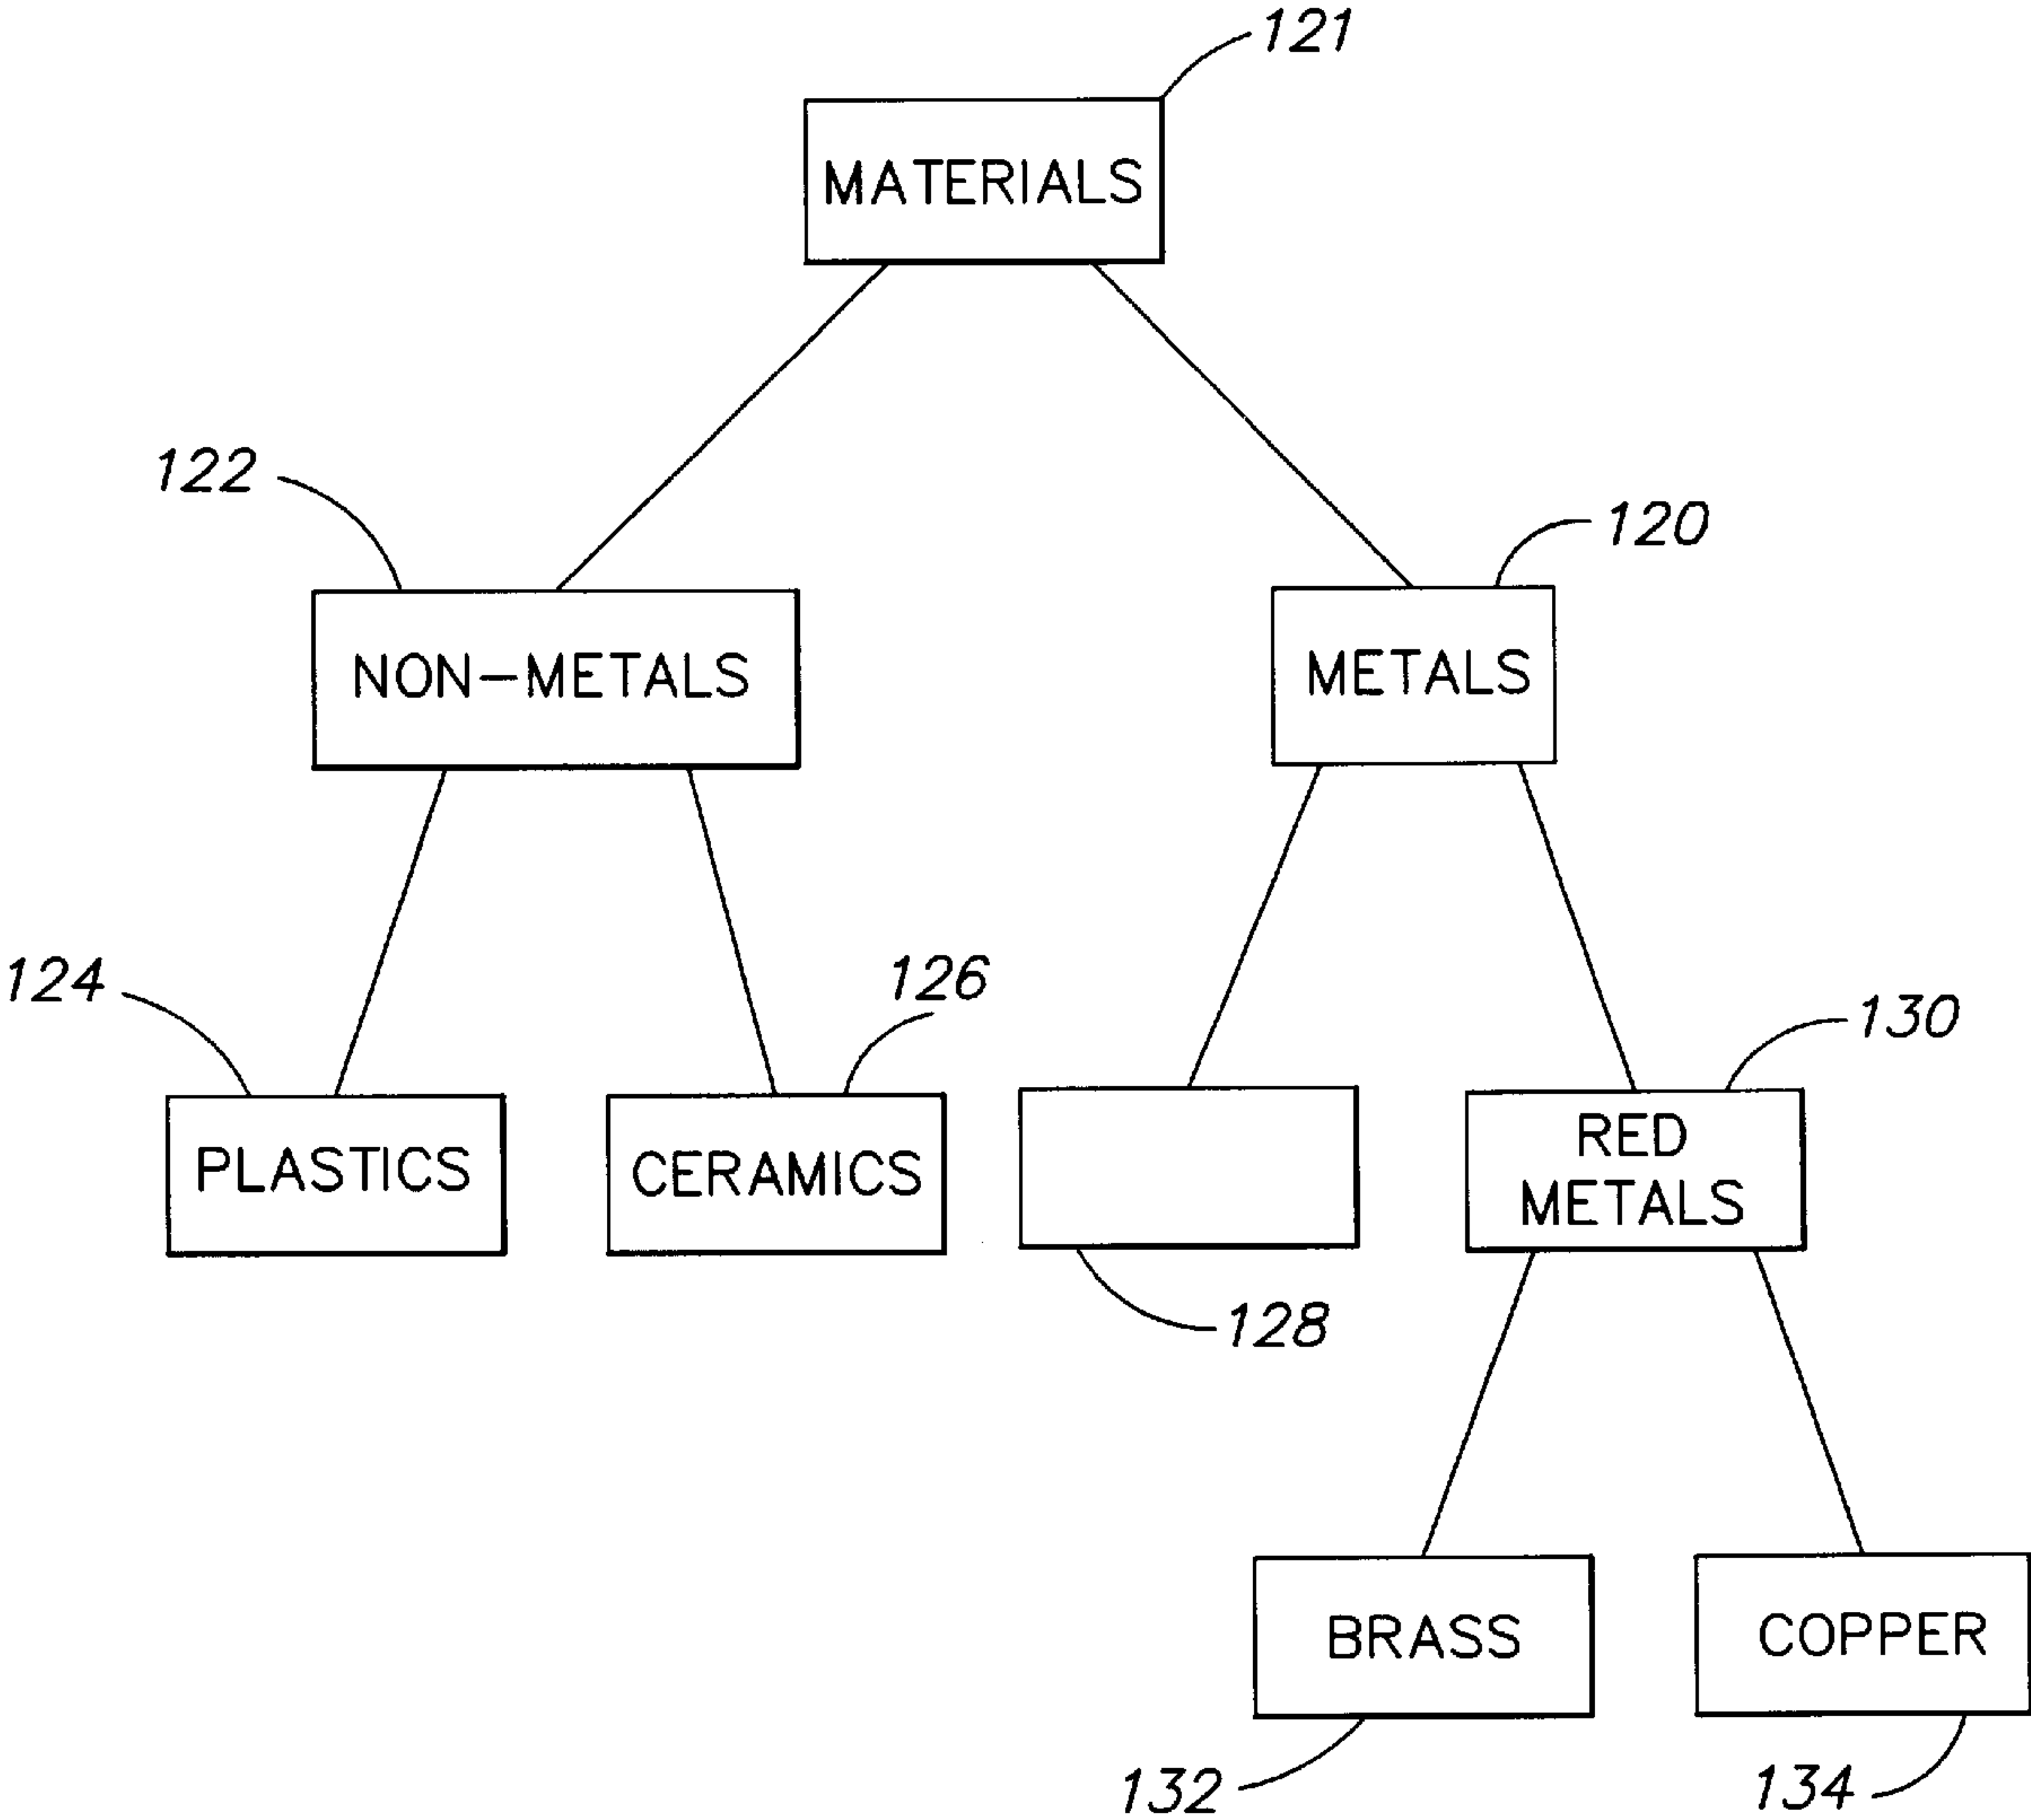 121
MATERIALS
122
120
NON-METALS
METALS
124
126
130
PLASTICS
CERAMICS
RED
METALS
128
BRASS
COPPER
132
134